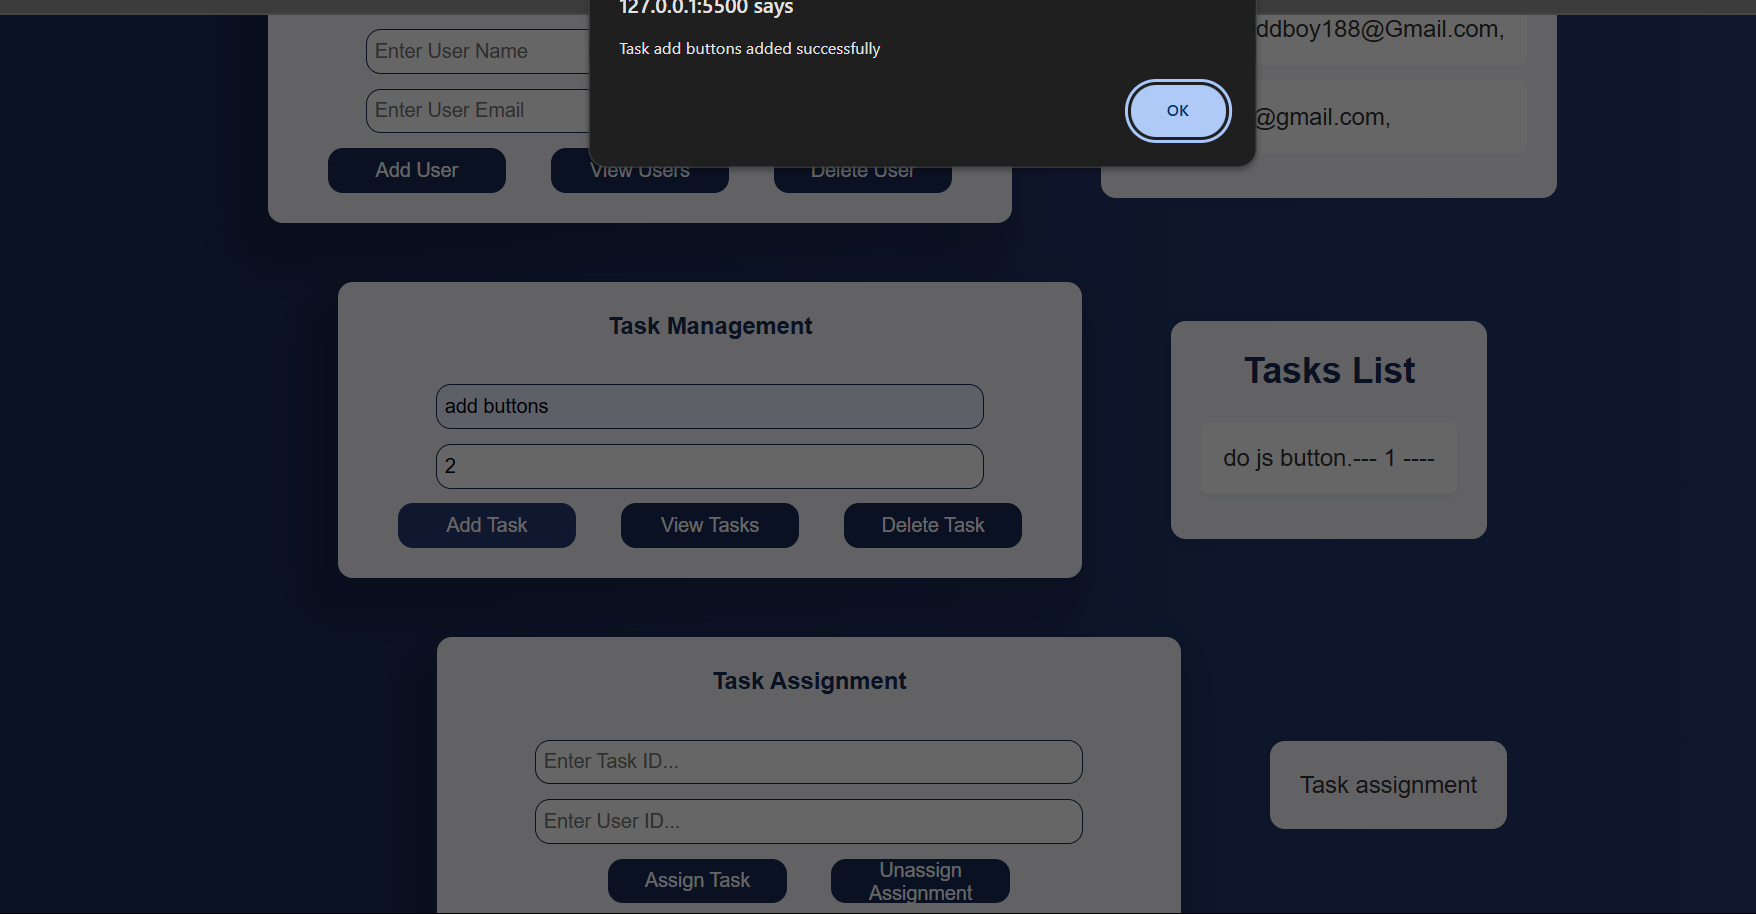 127.0.0.1:5500 says
Task add buttons added successfully
OK
Enter User Name
Enter User Email
Add User
View Users
Delete User
ddboy188@Gmail.com,
@gmail.com,
Task Management
add buttons
2
Add Task
View Tasks
Delete Task
Tasks List
do js button.--- 1 ----
Task Assignment
Enter Task ID...
Enter User ID...
Assign Task
Unassign
Assignment
Task assignment